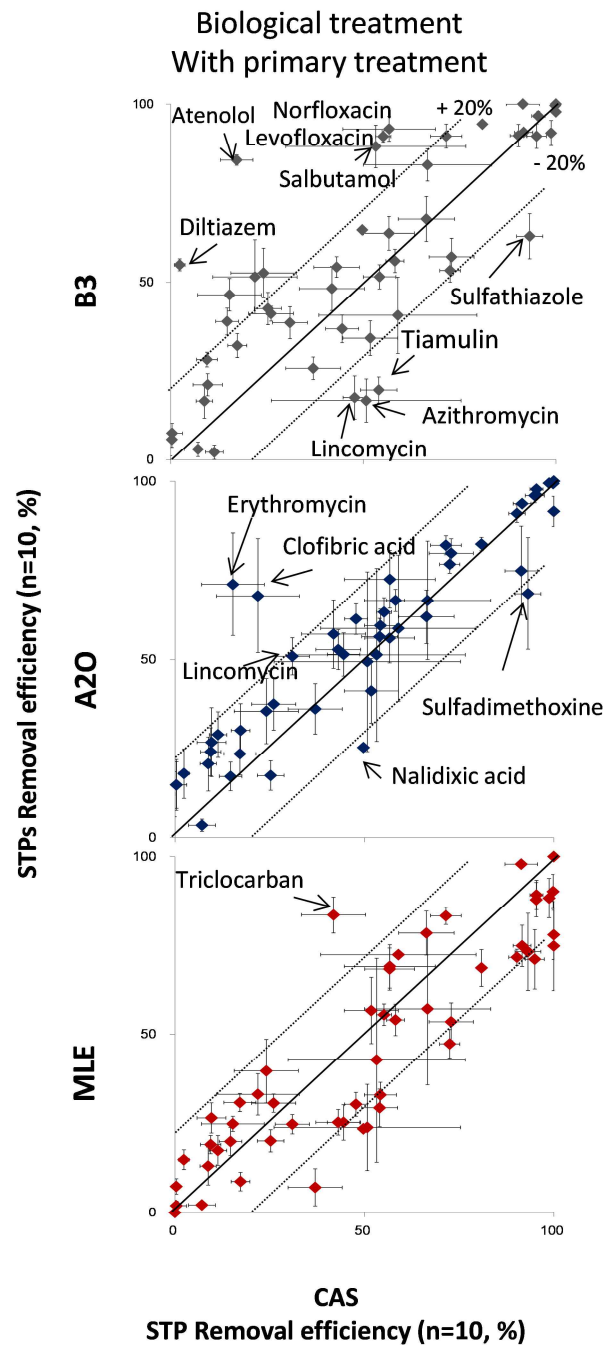 Biological treatment
With primary treatment
STPs Removal efficiency (n=10, %)
B3
100
50
0
Atenolol
Norfloxacin
Levofloxacin
Salbutamol
+ 20%
- 20%
Diltiazem
Sulfathiazole
Tiamulin
Azithromycin
Lincomycin
A2O
100
50
0
Erythromycin
Clofibric acid
Lincomycin
Sulfadimethoxine
Nalidixic acid
MLE
100
50
0
Triclocarban
0
50
100
CAS
STP Removal efficiency (n=10, %)